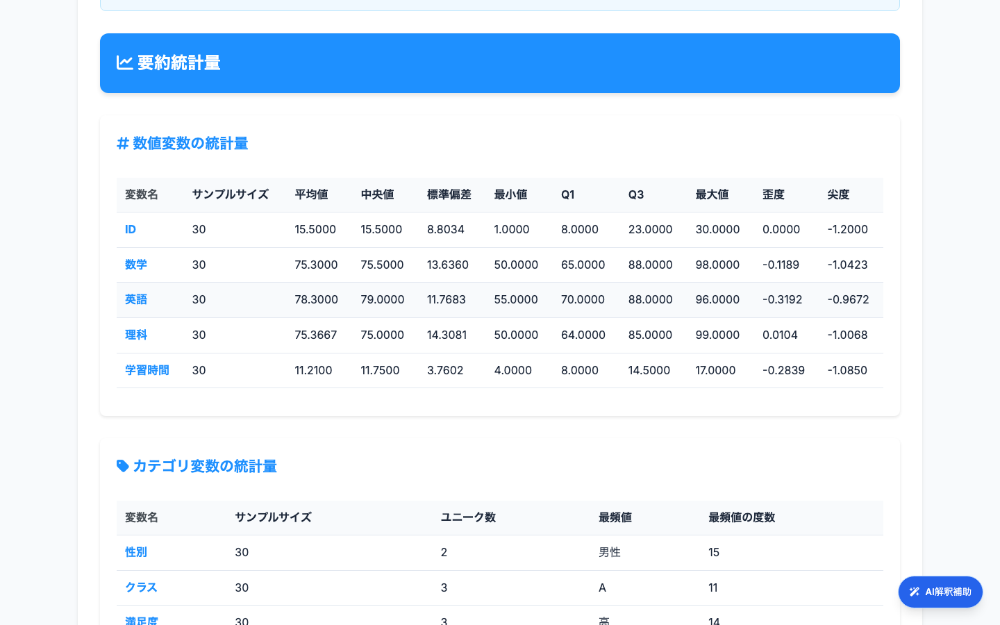 要約統計量
数値変数の統計量
変数名 サンプルサイズ 平均値 中央値 標準偏差 最小値 Q1 Q3 最大値 歪度 尖度
ID 30 15.5000 15.5000 8.8034 1.0000 8.0000 23.0000 30.0000 0.0000 -1.2000
数学 30 75.3000 75.5000 13.6360 50.0000 65.0000 88.0000 98.0000 -0.1189 -1.0423
英語 30 78.3000 79.0000 11.7683 55.0000 70.0000 88.0000 96.0000 -0.3192 -0.9672
理科 30 75.3667 75.0000 14.3081 50.0000 64.0000 85.0000 99.0000 0.0104 -1.0068
学習時間 30 11.2100 11.7500 3.7602 4.0000 8.0000 14.5000 17.0000 -0.2839 -1.0850
カテゴリ変数の統計量
変数名 サンプルサイズ ユニーク数 最頻値 最頻値の度数
性別 30 2 男性 15
クラス 30 3 A 11
満足度 30 3 高 14
AI解釈補助